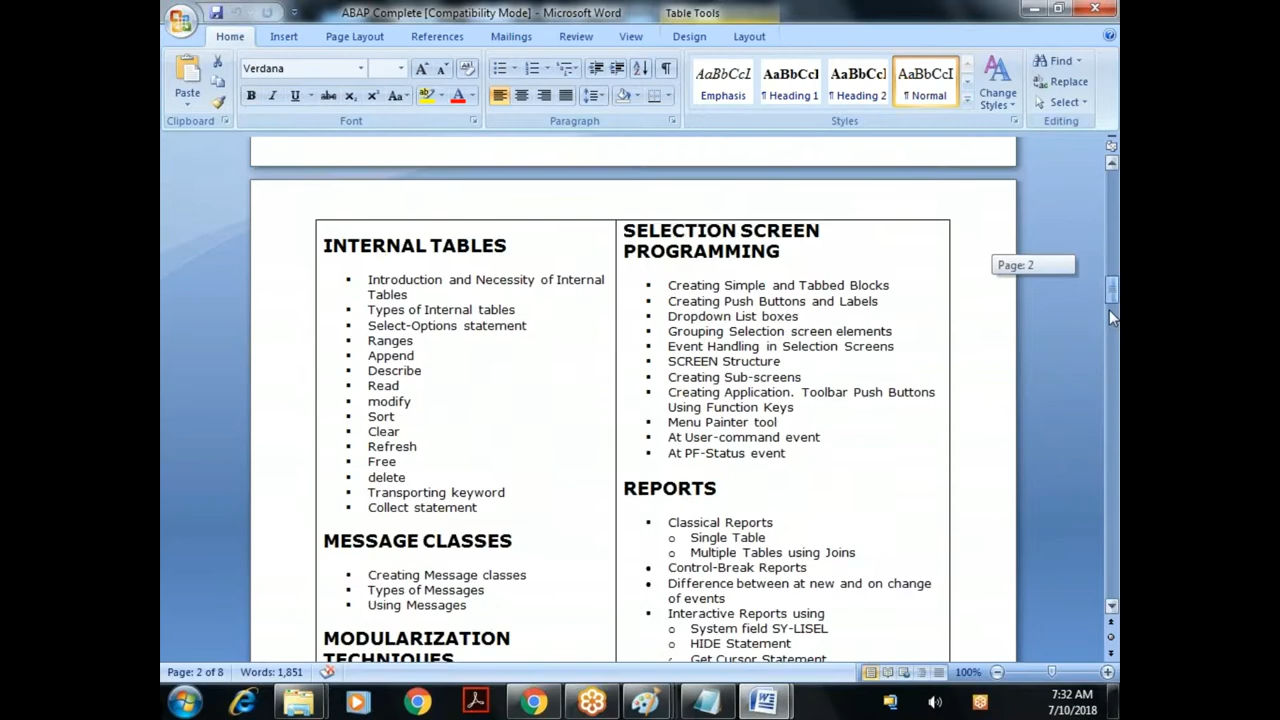 ABAP Complete [Compatibility Mode] - Microsoft Word
Table Tools
Home
Insert
Page Layout
References
Mailings
Review
View
Design
Layout
Paste
Clipboard
Verdana
Font
Paragraph
AaBbCcI
Emphasis
AaBbCcI
¶ Heading 1
AaBbCcI
¶ Heading 2
AaBbCcI
¶ Normal
Change
Styles
Styles
Find
Replace
Select
Editing
INTERNAL TABLES
Introduction and Necessity of Internal
Tables
Types of Internal tables
Select-Options statement
Ranges
Append
Describe
Read
modify
Sort
Clear
Refresh
Free
delete
Transporting keyword
Collect statement
MESSAGE CLASSES
Creating Message classes
Types of Messages
Using Messages
MODULARIZATION
TECHNIQUES
SELECTION SCREEN
PROGRAMMING
Creating Simple and Tabbed Blocks
Creating Push Buttons and Labels
Dropdown List boxes
Grouping Selection screen elements
Event Handling in Selection Screens
SCREEN Structure
Creating Sub-screens
Creating Application. Toolbar Push Buttons
Using Function Keys
Menu Painter tool
At User-command event
At PF-Status event
REPORTS
Classical Reports
Single Table
Multiple Tables using Joins
Control-Break Reports
Difference between at new and on change
of events
Interactive Reports using
System field SY-LISEL
HIDE Statement
Get Cursor Statement
Page: 2
Page: 2 of 8
Words: 1,851
100%
7:32 AM
7/10/2018